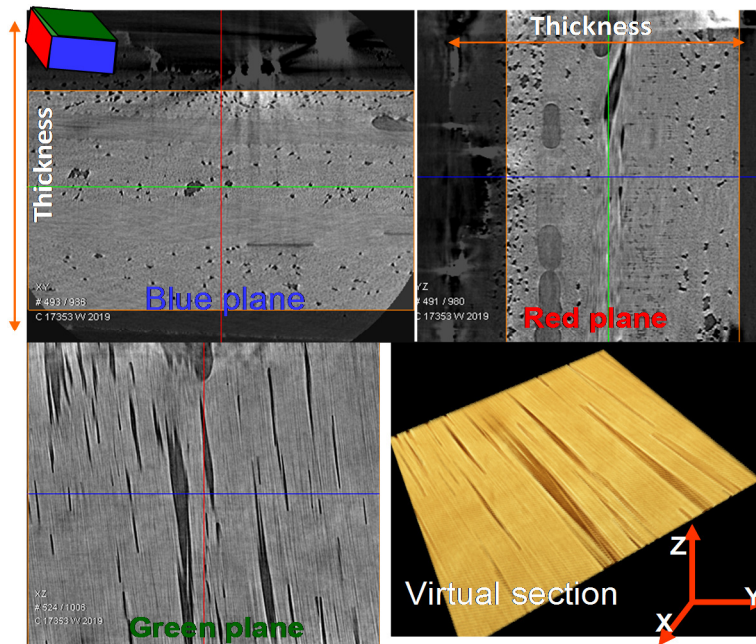 Thickness
XY
# 493 / 936
C 17353 W 2019
Blue plane
Thickness
YZ
# 491 / 980
C 17353 W 2019
Red plane
XZ
# 524 / 1006
C 17353 W 2019
Green plane
Virtual section
Z
Y
X